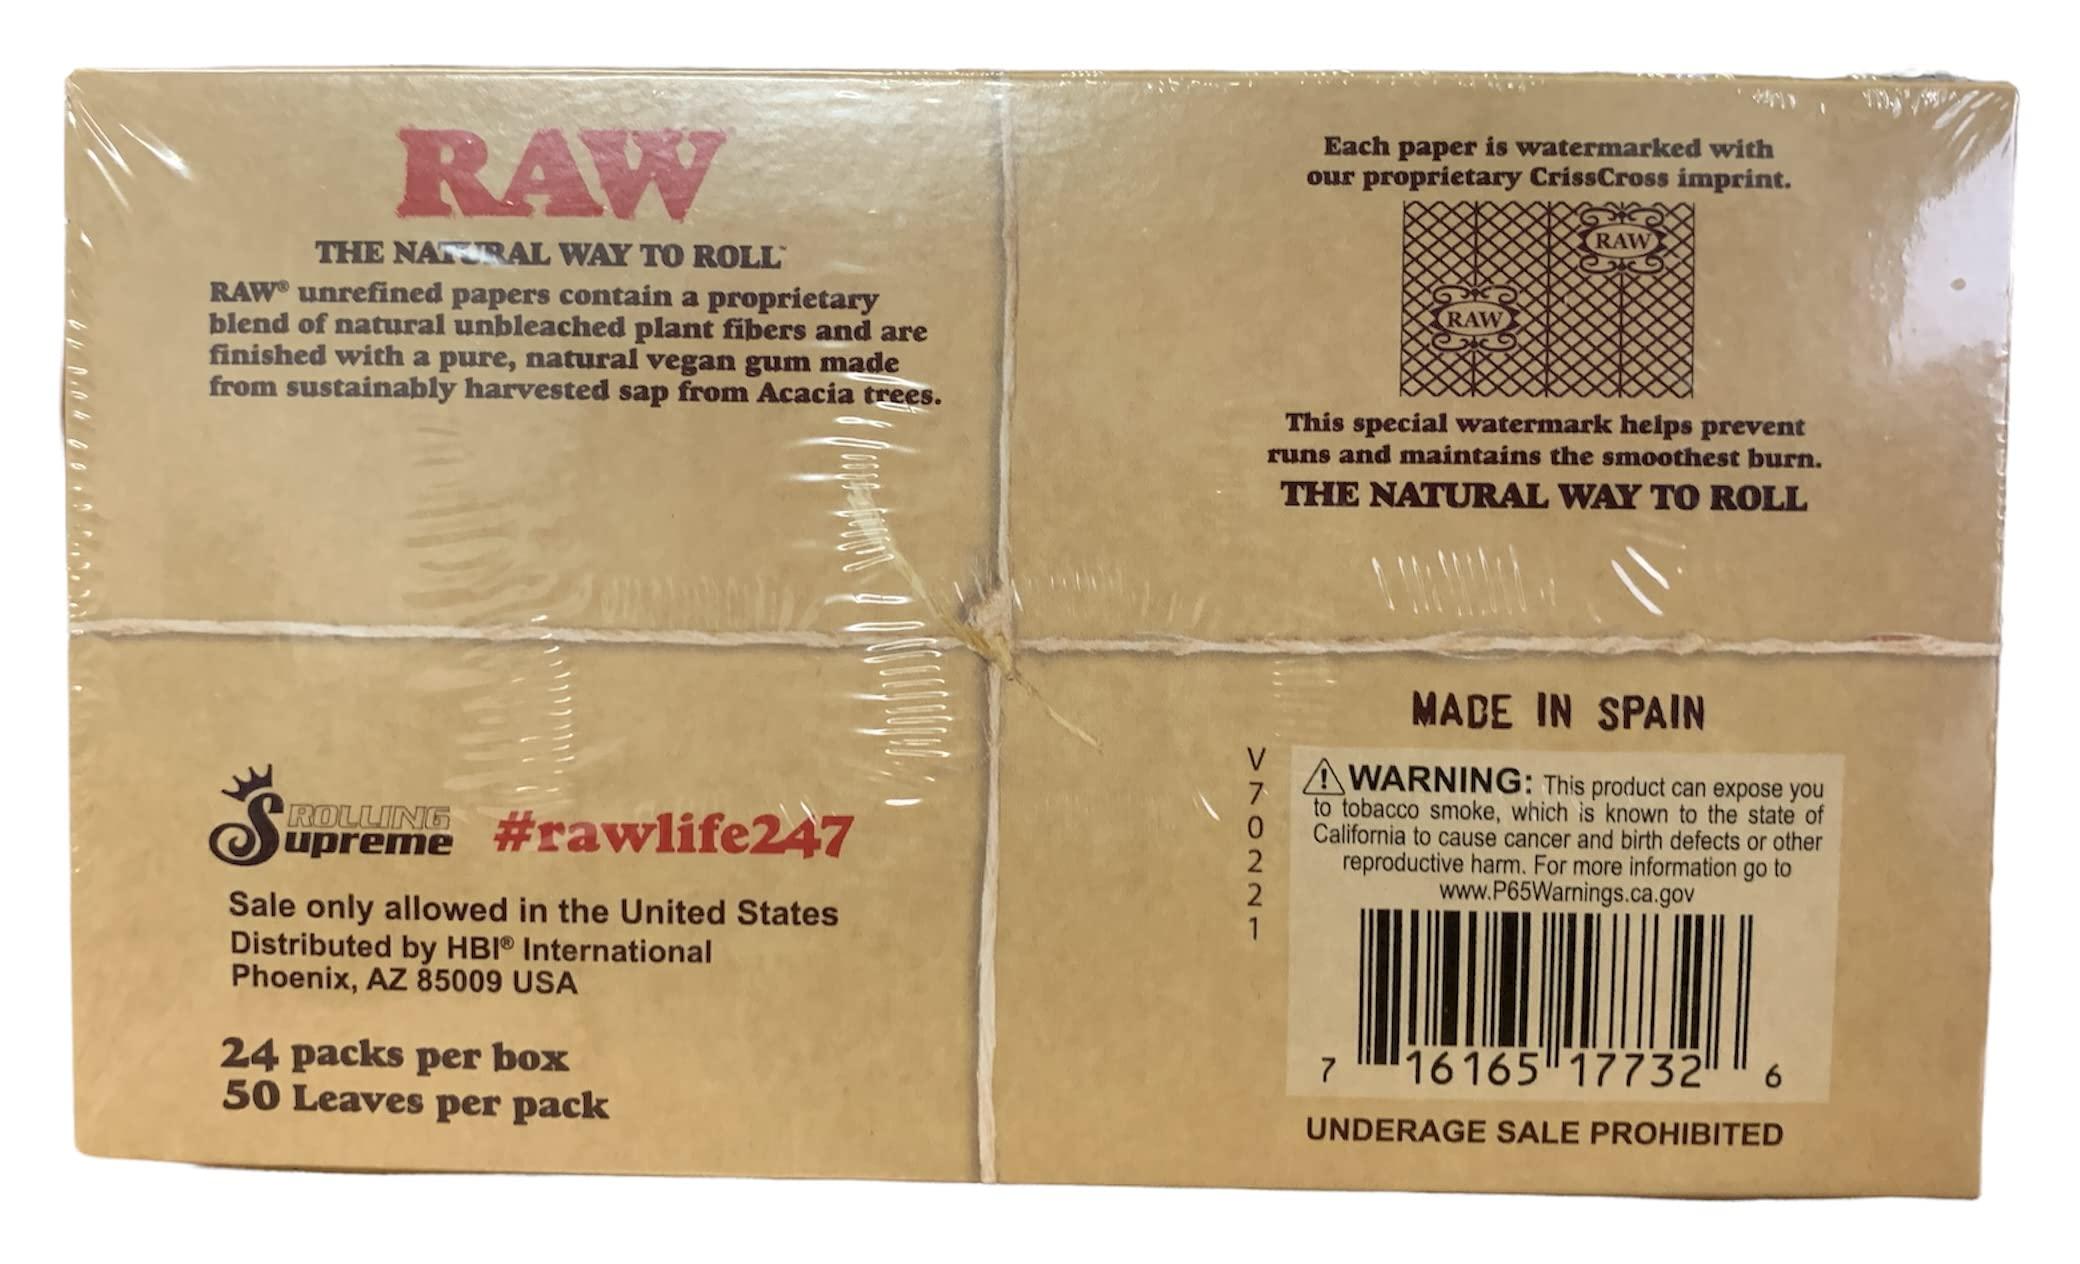 RAW
THE NATURAL WAY TO ROLL™
RAW® unrefined papers contain a proprietary
blend of natural unbleached plant fibers and are
finished with a pure, natural vegan gum made
from sustainably harvested sap from Acacia trees.
Each paper is watermarked with
our proprietary CrissCross imprint.
RAW
RAW
This special watermark helps prevent
runs and maintains the smoothest burn.
THE NATURAL WAY TO ROLL
ROLLING
Supreme
#rawlife247
Sale only allowed in the United States
Distributed by HBI® International
Phoenix, AZ 85009 USA
24 packs per box
50 Leaves per pack
MADE IN SPAIN
V70221
⚠ WARNING: This product can expose you
to tobacco smoke, which is known to the state of
California to cause cancer and birth defects or other
reproductive harm. For more information go to
www.P65Warnings.ca.gov
7 16165 17732 6
UNDERAGE SALE PROHIBITED